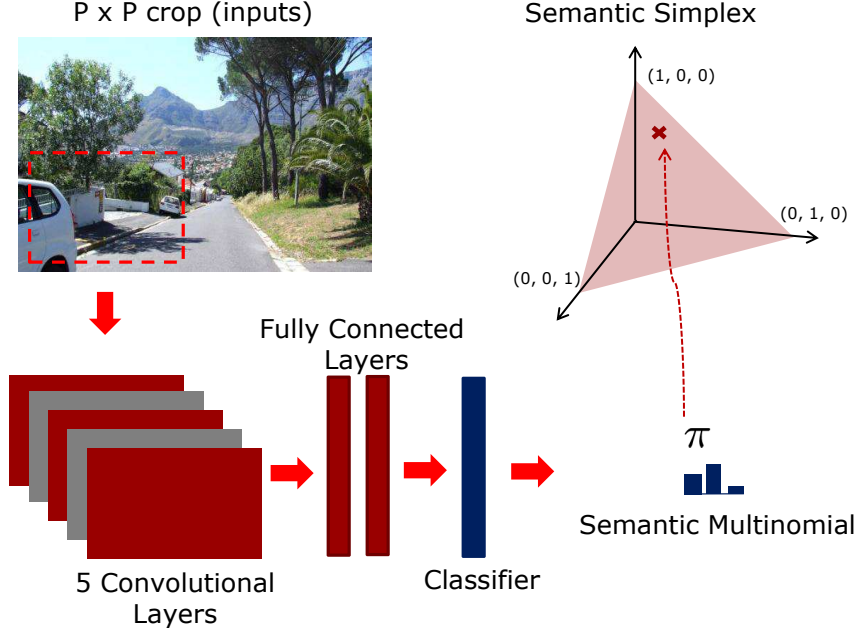 P x P crop (inputs)
Semantic Simplex
(1, 0, 0)
(0, 1, 0)
(0, 0, 1)
Fully Connected
Layers
π
Semantic Multinomial
5 Convolutional
Layers
Classifier